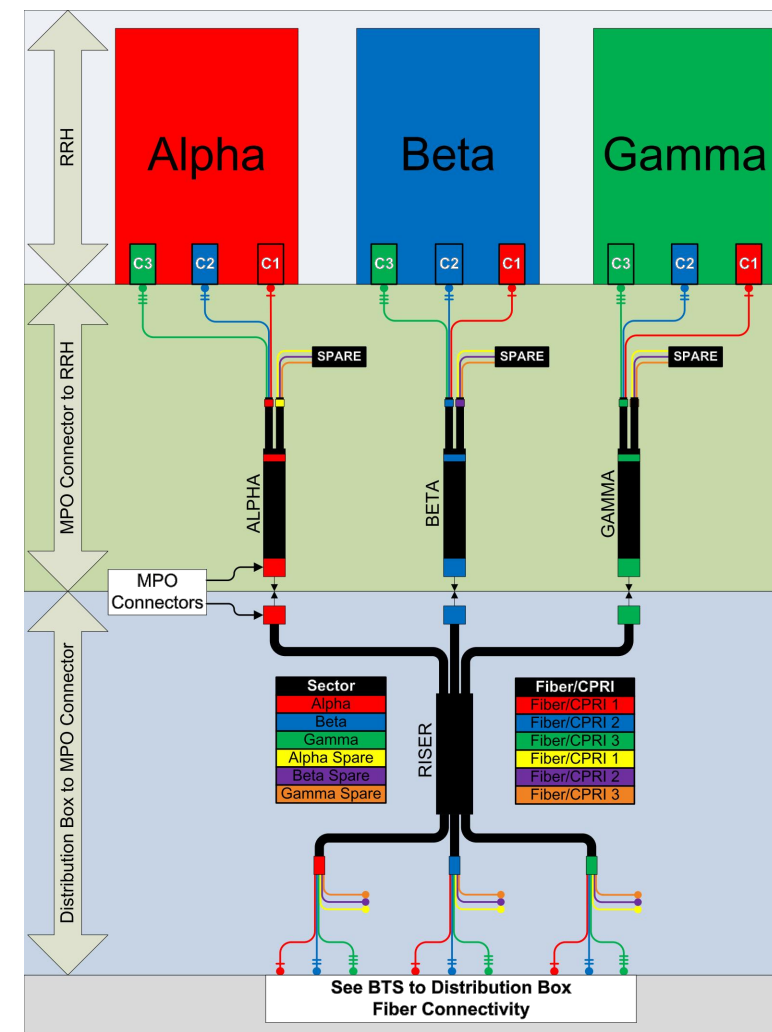 RRH
Alpha
Beta
Gamma
C3
C2
C1
C3
C2
C1
C3
C2
C1
MPO Connector to RRH
SPARE
SPARE
SPARE
ALPHA
BETA
GAMMA
MPO
Connectors
Distribution Box to MPO Connector
Sector
Alpha
Beta
Gamma
Alpha Spare
Beta Spare
Gamma Spare
RISER
Fiber/CPRI
Fiber/CPRI 1
Fiber/CPRI 2
Fiber/CPRI 3
Fiber/CPRI 1
Fiber/CPRI 2
Fiber/CPRI 3
See BTS to Distribution Box
Fiber Connectivity